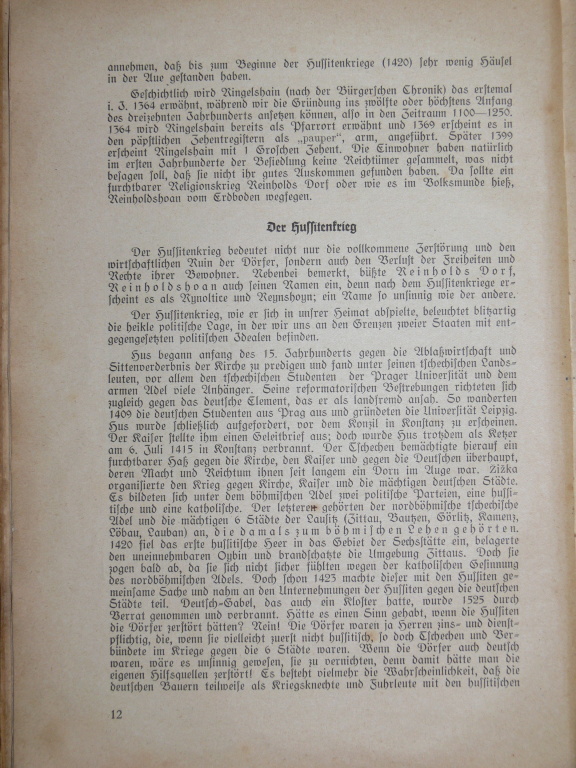 annehmen, daß bis zum Beginne der Hussitenkriege (1420) sehr wenig Häusel
in der Aue gestanden haben.
Geschichtlich wird Ringelshain (nach der Bürgerschen Chronik) das erstemal
i. J. 1364 erwähnt, während wir die Gründung ins zwölfte oder höchstens Anfang
des dreizehnten Jahrhunderts ansetzen können, also in den Zeitraum 1100—1250.
1364 wird Ringelshain bereits als Pfarrort erwähnt und 1369 erscheint es in
den päpstlichen Zehentregistern als „pauper“, arm, angeführt. Später 1399
erscheint Ringelshain mit 1 Groschen Zehent. Die Einwohner haben natürlich
im ersten Jahrhunderte der Besiedlung keine Reichtümer gesammelt, was nicht
besagen soll, daß sie nicht ihr gutes Auskommen gefunden haben. Da sollte ein
furchtbarer Religionskrieg Reinholds Dorf oder wie es im Volksmunde hieß,
Reinholdshoan vom Erdboden wegfegen.
Der Hussitenkrieg
Der Hussitenkrieg bedeutet nicht nur die vollkommene Zerstörung und den
wirtschaftlichen Ruin der Dörfer, sondern auch den Verlust der Freiheiten und
Rechte ihrer Bewohner. Nebenbei bemerkt, büßte Reinholds Dorf,
Reinholdshoan auch seinen Namen ein, denn nach dem Hussitenkriege er-
scheint es als Rynoltice und Reynshoyn; ein Name so unsinnig wie der andere.
Der Hussitenkrieg, wie er sich in unsrer Heimat abspielte, beleuchtet blitzartig
die heikle politische Lage, in der wir uns an den Grenzen zweier Staaten mit ent-
gegengesetzten politischen Idealen befinden.
Hus begann anfang des 15. Jahrhunderts gegen die Ablaßwirtschaft und
Sittenverderbnis der Kirche zu predigen und fand unter seinen tschechischen Lands-
leuten, vor allem den tschechischen Studenten der Prager Universität und dem
armen Adel viele Anhänger. Seine reformatorischen Bestrebungen richteten sich
zugleich gegen das deutsche Element, das er als landfremd ansah. So wanderten
1409 die deutschen Studenten aus Prag aus und gründeten die Universität Leipzig.
Hus wurde schließlich aufgefordert, vor dem Konzil in Konstanz zu erscheinen.
Der Kaiser stellte ihm einen Geleitbrief aus; doch wurde Hus trotzdem als Ketzer
am 6. Juli 1415 in Konstanz verbrannt. Der Tschechen bemächtigte hierauf ein
furchtbarer Haß gegen die Kirche, den Kaiser und gegen die Deutschen überhaupt,
deren Macht und Reichtum ihnen seit langem ein Dorn im Auge war. Žižka
organisierte den Krieg gegen Kirche, Kaiser und die mächtigen deutschen Städte.
Es bildeten sich unter dem böhmischen Adel zwei politische Parteien, eine hussi-
tische und eine katholische. Der letzteren gehörten der nordböhmische tschechische
Adel und die mächtigen 6 Städte der Lausitz (Zittau, Bautzen, Görlitz, Kamenz,
Löbau, Lauban) an, die damals zum böhmischen Lehen gehörten.
1420 fiel das erste hussitische Heer in das Gebiet der Sechsstätte ein, belagerte
den uneinnehmbaren Oybin und brandschatzte die Umgebung Zittaus. Doch sie
zogen bald ab, da sie sich nicht sicher fühlten wegen der katholischen Gesinnung
des nordböhmischen Adels. Doch schon 1423 machte dieser mit den Hussiten ge-
meinsame Sache und nahm an den Unternehmungen der Hussiten gegen die deutschen
Städte teil. Deutsch-Gabel, das auch ein Kloster hatte, wurde 1525 durch
Verrat genommen und verbrannt. Hätte es einen Sinn gehabt, wenn die Hussiten
die Dörfer zerstört hätten? Nein! Die Dörfer waren ja Herren zins- und dienst-
pflichtig, die, wenn sie vielleicht zuerst nicht hussitisch, so doch Tschechen und Ver-
bündete im Kriege gegen die 6 Städte waren. Wenn die Dörfer auch deutsch
waren, wäre es unsinnig gewesen, sie zu vernichten, denn damit hätte man die
eigenen Hilfsquellen zerstört! Es besteht vielmehr die Wahrscheinlichkeit, daß die
deutschen Bauern teilweise als Kriegsknechte und Fuhrleute mit den hussitischen
12